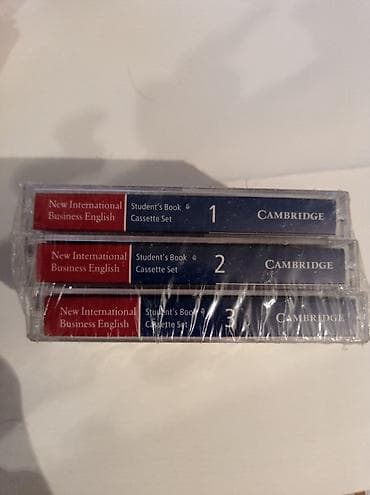 New International
Business English
Student's Book &
Cassette Set
1
CAMBRIDGE
New International
Business English
Student's Book &
Cassette Set
2
CAMBRIDGE
New International
Business English
Student's Book &
Cassette Set
3
CAMBRIDGE